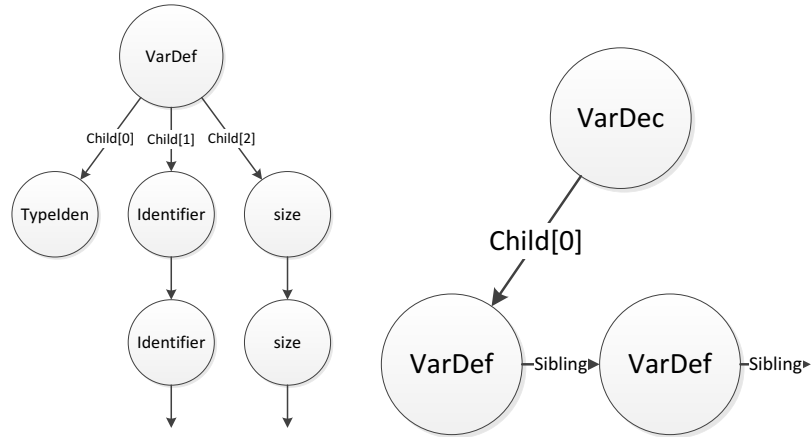 VarDef
Child[0] Child[1] Child[2]
TypeIden Identifier size
Identifier size
VarDec
Child[0]
VarDef Sibling VarDef Sibling